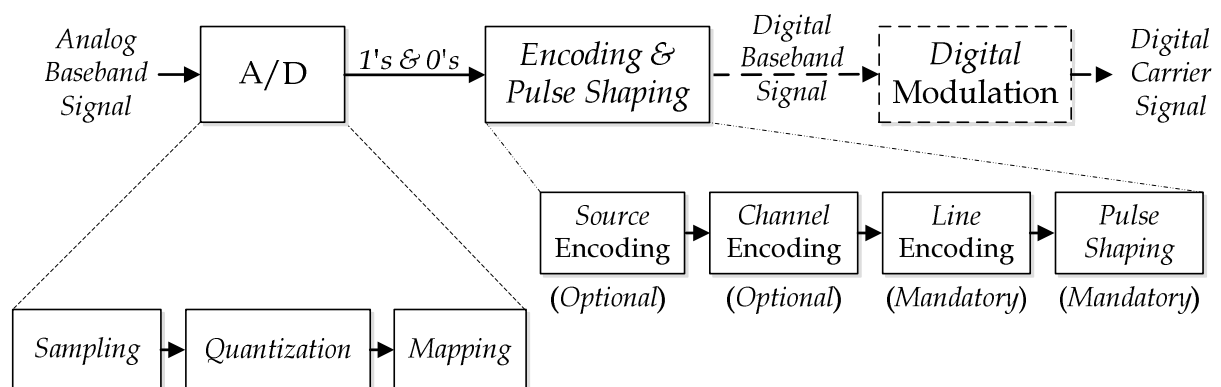 Analog
Baseband
Signal
A/D
1's & 0's
Encoding &
Pulse Shaping
Digital
Baseband
Signal
Digital
Modulation
Digital
Carrier
Signal
Source
Encoding
(Optional)
Channel
Encoding
(Optional)
Line
Encoding
(Mandatory)
Pulse
Shaping
(Mandatory)
Sampling
Quantization
Mapping